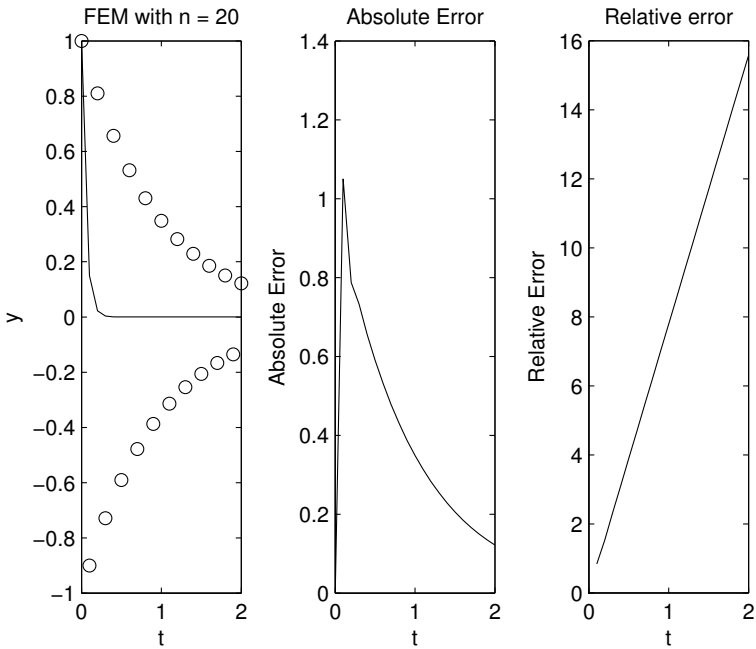 FEM with n = 20
1
0.8
0.6
0.4
0.2
0
−0.2
−0.4
−0.6
−0.8
−1
0 1 2
t
y
Absolute Error
1.4
1.2
1
0.8
0.6
0.4
0.2
0
0 1 2
t
Absolute Error
Relative error
16
14
12
10
8
6
4
2
0
0 1 2
t
Relative Error